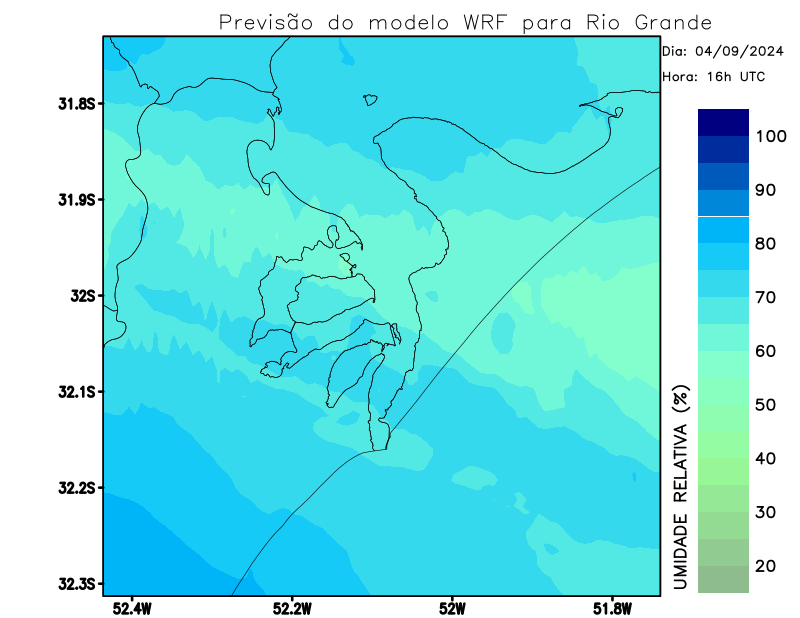 Previsão do modelo WRF para Rio Grande
Dia: 04/09/2024
Hora: 16h UTC
31.8S
31.9S
32S
32.1S
32.2S
32.3S
52.4W
52.2W
52W
51.8W
100
90
80
70
60
50
40
30
20
UMIDADE RELATIVA (%)